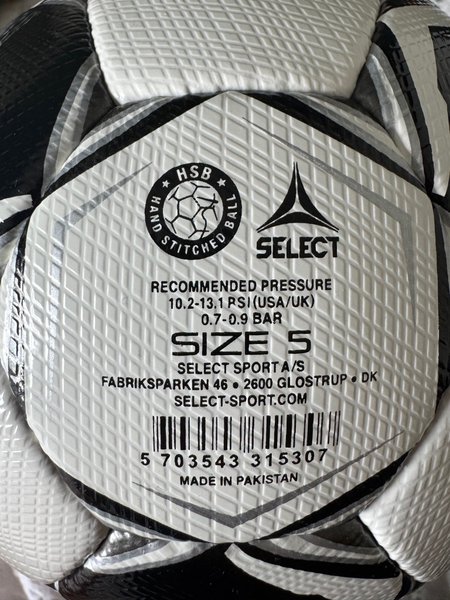 HSB
HAND STITCHED BALL
SELECT
RECOMMENDED PRESSURE
10.2-13.1 PSI (USA/UK)
0.7-0.9 BAR
SIZE 5
SELECT SPORT A/S
FABRIKSPARKEN 46 • 2600 GLOSTRUP • DK
SELECT-SPORT.COM
5 703543 315307
MADE IN PAKISTAN